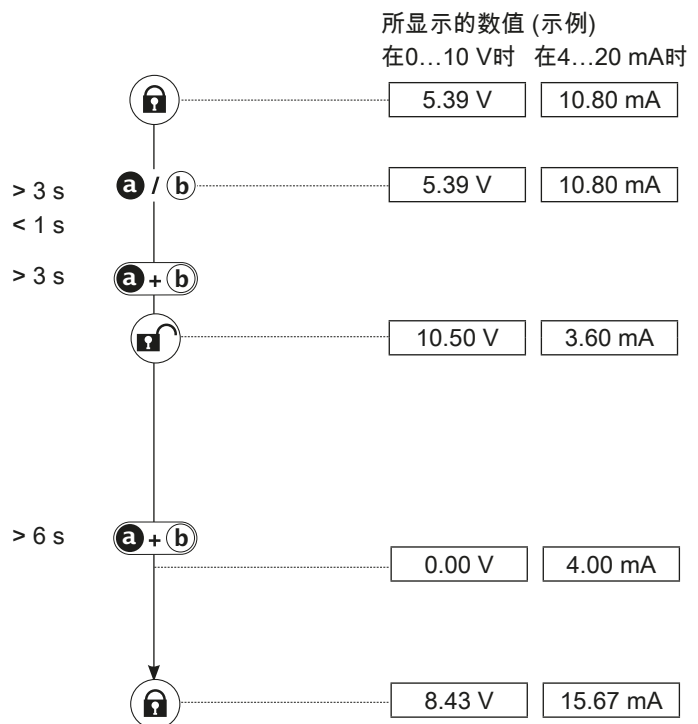 所显示的数值 (示例)
在0…10 V时 在4…20 mA时
5.39 V 10.80 mA
> 3 s a / b 5.39 V 10.80 mA
< 1 s
> 3 s a + b
10.50 V 3.60 mA
> 6 s a + b
0.00 V 4.00 mA
8.43 V 15.67 mA